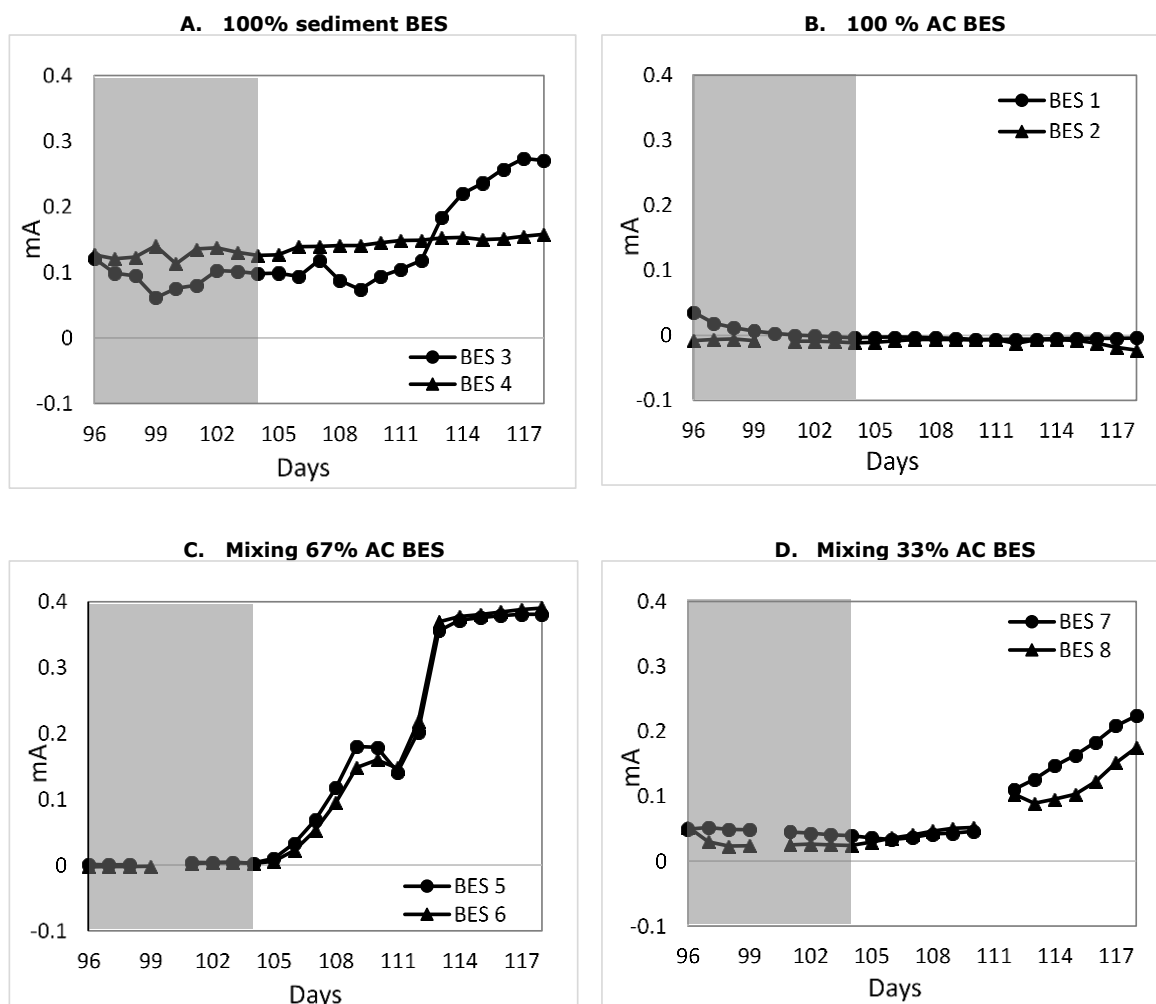 A. 100% sediment BES
0.4
0.3
0.2
0.1
0
-0.1
mA
BES 3
BES 4
96 99 102 105 108 111 114 117
Days
B. 100 % AC BES
0.4
0.3
0.2
0.1
0
-0.1
mA
BES 1
BES 2
96 99 102 105 108 111 114 117
Days
C. Mixing 67% AC BES
0.4
0.3
0.2
0.1
0
-0.1
mA
BES 5
BES 6
96 99 102 105 108 111 114 117
Days
D. Mixing 33% AC BES
0.4
0.3
0.2
0.1
0
-0.1
mA
BES 7
BES 8
96 99 102 105 108 111 114 117
Days